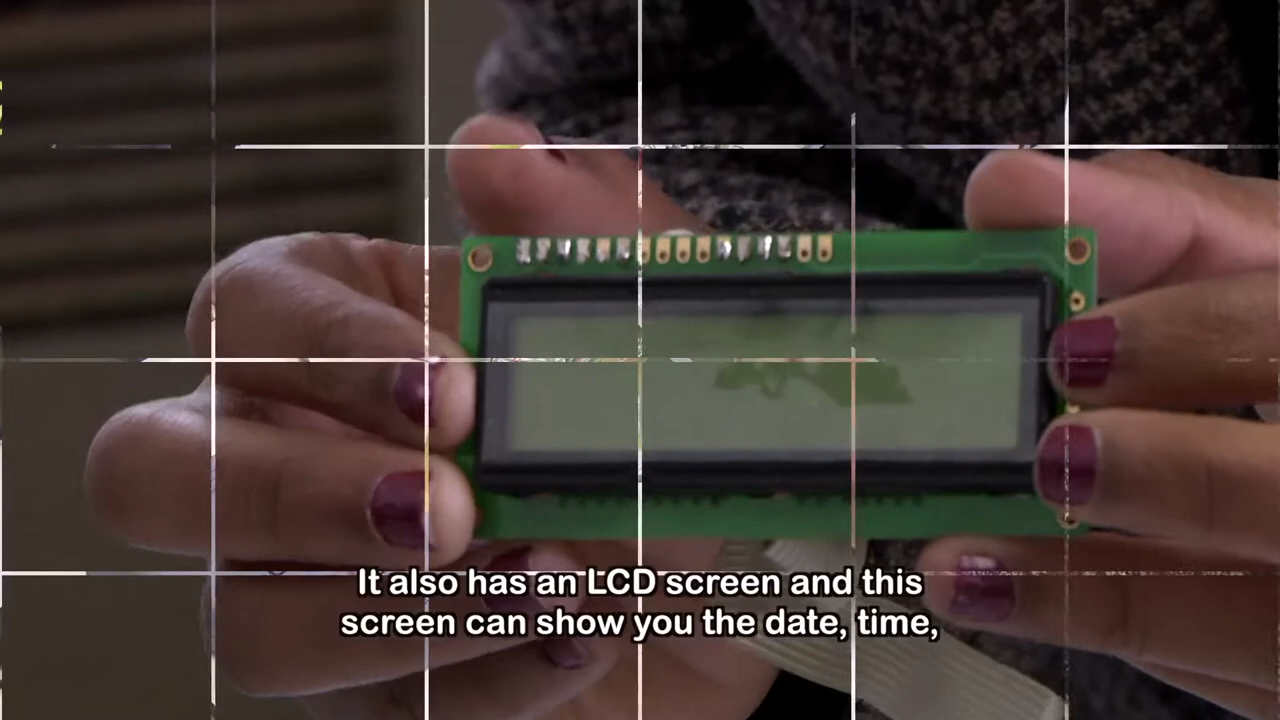 It also has an LCD screen and this
screen can show you the date, time,